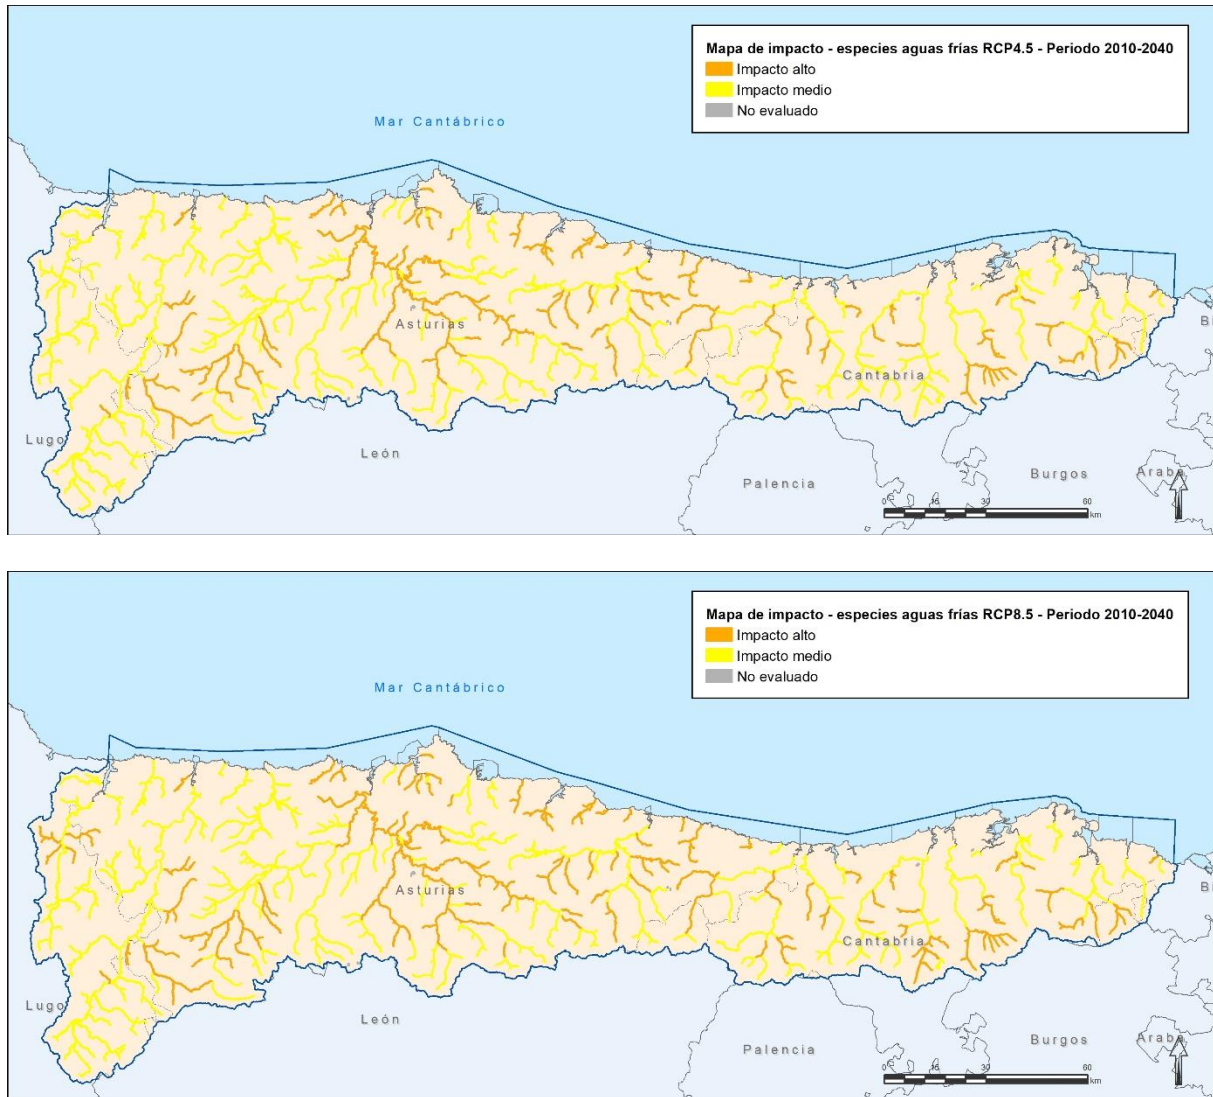 Mapa de impacto - especies aguas frías RCP4.5 - Periodo 2010-2040
Impacto alto
Impacto medio
No evaluado
Mar Cantábrico
Asturias
Bi
Cantabria
Lugo
León
Burgos
Araba
Palencia
0 15 30 60
km
Mapa de impacto - especies aguas frías RCP8.5 - Periodo 2010-2040
Impacto alto
Impacto medio
No evaluado
Mar Cantábrico
Asturias
Bi
Cantabria
Lugo
León
Burgos
Araba
Palencia
0 15 30 60
km